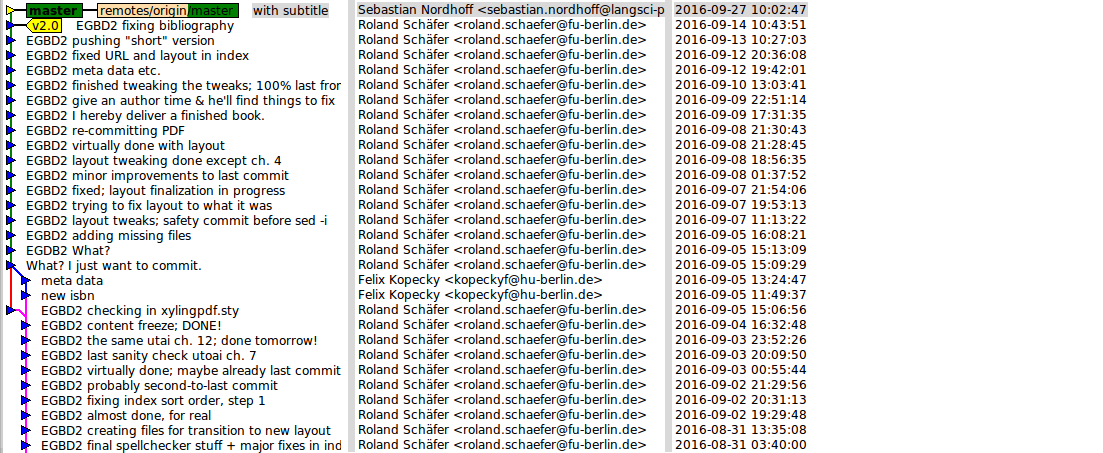 master remotes/origin/master with subtitle Sebastian Nordhoff <sebastian.nordhoff@langsci-p 2016-09-27 10:02:47
v2.0 EGBD2 fixing bibliography Roland Schäfer <roland.schaefer@fu-berlin.de> 2016-09-14 10:43:51
EGBD2 pushing "short" version Roland Schäfer <roland.schaefer@fu-berlin.de> 2016-09-13 10:27:03
EGBD2 fixed URL and layout in index Roland Schäfer <roland.schaefer@fu-berlin.de> 2016-09-12 20:36:08
EGBD2 meta data etc. Roland Schäfer <roland.schaefer@fu-berlin.de> 2016-09-12 19:42:01
EGBD2 finished tweaking the tweaks; 100% last fror Roland Schäfer <roland.schaefer@fu-berlin.de> 2016-09-10 13:03:41
EGBD2 give an author time & he'll find things to fix Roland Schäfer <roland.schaefer@fu-berlin.de> 2016-09-09 22:51:14
EGBD2 I hereby deliver a finished book. Roland Schäfer <roland.schaefer@fu-berlin.de> 2016-09-09 17:31:35
EGBD2 re-committing PDF Roland Schäfer <roland.schaefer@fu-berlin.de> 2016-09-08 21:30:43
EGBD2 virtually done with layout Roland Schäfer <roland.schaefer@fu-berlin.de> 2016-09-08 21:28:45
EGBD2 layout tweaking done except ch. 4 Roland Schäfer <roland.schaefer@fu-berlin.de> 2016-09-08 18:56:35
EGBD2 minor improvements to last commit Roland Schäfer <roland.schaefer@fu-berlin.de> 2016-09-08 01:37:52
EGBD2 fixed; layout finalization in progress Roland Schäfer <roland.schaefer@fu-berlin.de> 2016-09-07 21:54:06
EGBD2 trying to fix layout to what it was Roland Schäfer <roland.schaefer@fu-berlin.de> 2016-09-07 19:53:13
EGBD2 layout tweaks; safety commit before sed -i Roland Schäfer <roland.schaefer@fu-berlin.de> 2016-09-07 11:13:22
EGBD2 adding missing files Roland Schäfer <roland.schaefer@fu-berlin.de> 2016-09-05 16:08:21
EGDB2 What? Roland Schäfer <roland.schaefer@fu-berlin.de> 2016-09-05 15:13:09
What? I just want to commit. Roland Schäfer <roland.schaefer@fu-berlin.de> 2016-09-05 15:09:29
meta data Felix Kopecky <kopeckyf@hu-berlin.de> 2016-09-05 13:24:47
new isbn Felix Kopecky <kopeckyf@hu-berlin.de> 2016-09-05 11:49:37
EGBD2 checking in xylingpdf.sty Roland Schäfer <roland.schaefer@fu-berlin.de> 2016-09-05 15:06:56
EGBD2 content freeze; DONE! Roland Schäfer <roland.schaefer@fu-berlin.de> 2016-09-04 16:32:48
EGBD2 the same utai ch. 12; done tomorrow! Roland Schäfer <roland.schaefer@fu-berlin.de> 2016-09-03 23:52:26
EGBD2 last sanity check utoai ch. 7 Roland Schäfer <roland.schaefer@fu-berlin.de> 2016-09-03 20:09:50
EGBD2 virtually done; maybe already last commit Roland Schäfer <roland.schaefer@fu-berlin.de> 2016-09-03 00:55:44
EGBD2 probably second-to-last commit Roland Schäfer <roland.schaefer@fu-berlin.de> 2016-09-02 21:29:56
EGBD2 fixing index sort order, step 1 Roland Schäfer <roland.schaefer@fu-berlin.de> 2016-09-02 20:31:13
EGBD2 almost done, for real Roland Schäfer <roland.schaefer@fu-berlin.de> 2016-09-02 19:29:48
EGBD2 creating files for transition to new layout Roland Schäfer <roland.schaefer@fu-berlin.de> 2016-08-31 13:35:08
EGBD2 final spellchecker stuff + major fixes in ind Roland Schäfer <roland.schaefer@fu-berlin.de> 2016-08-31 03:40:00